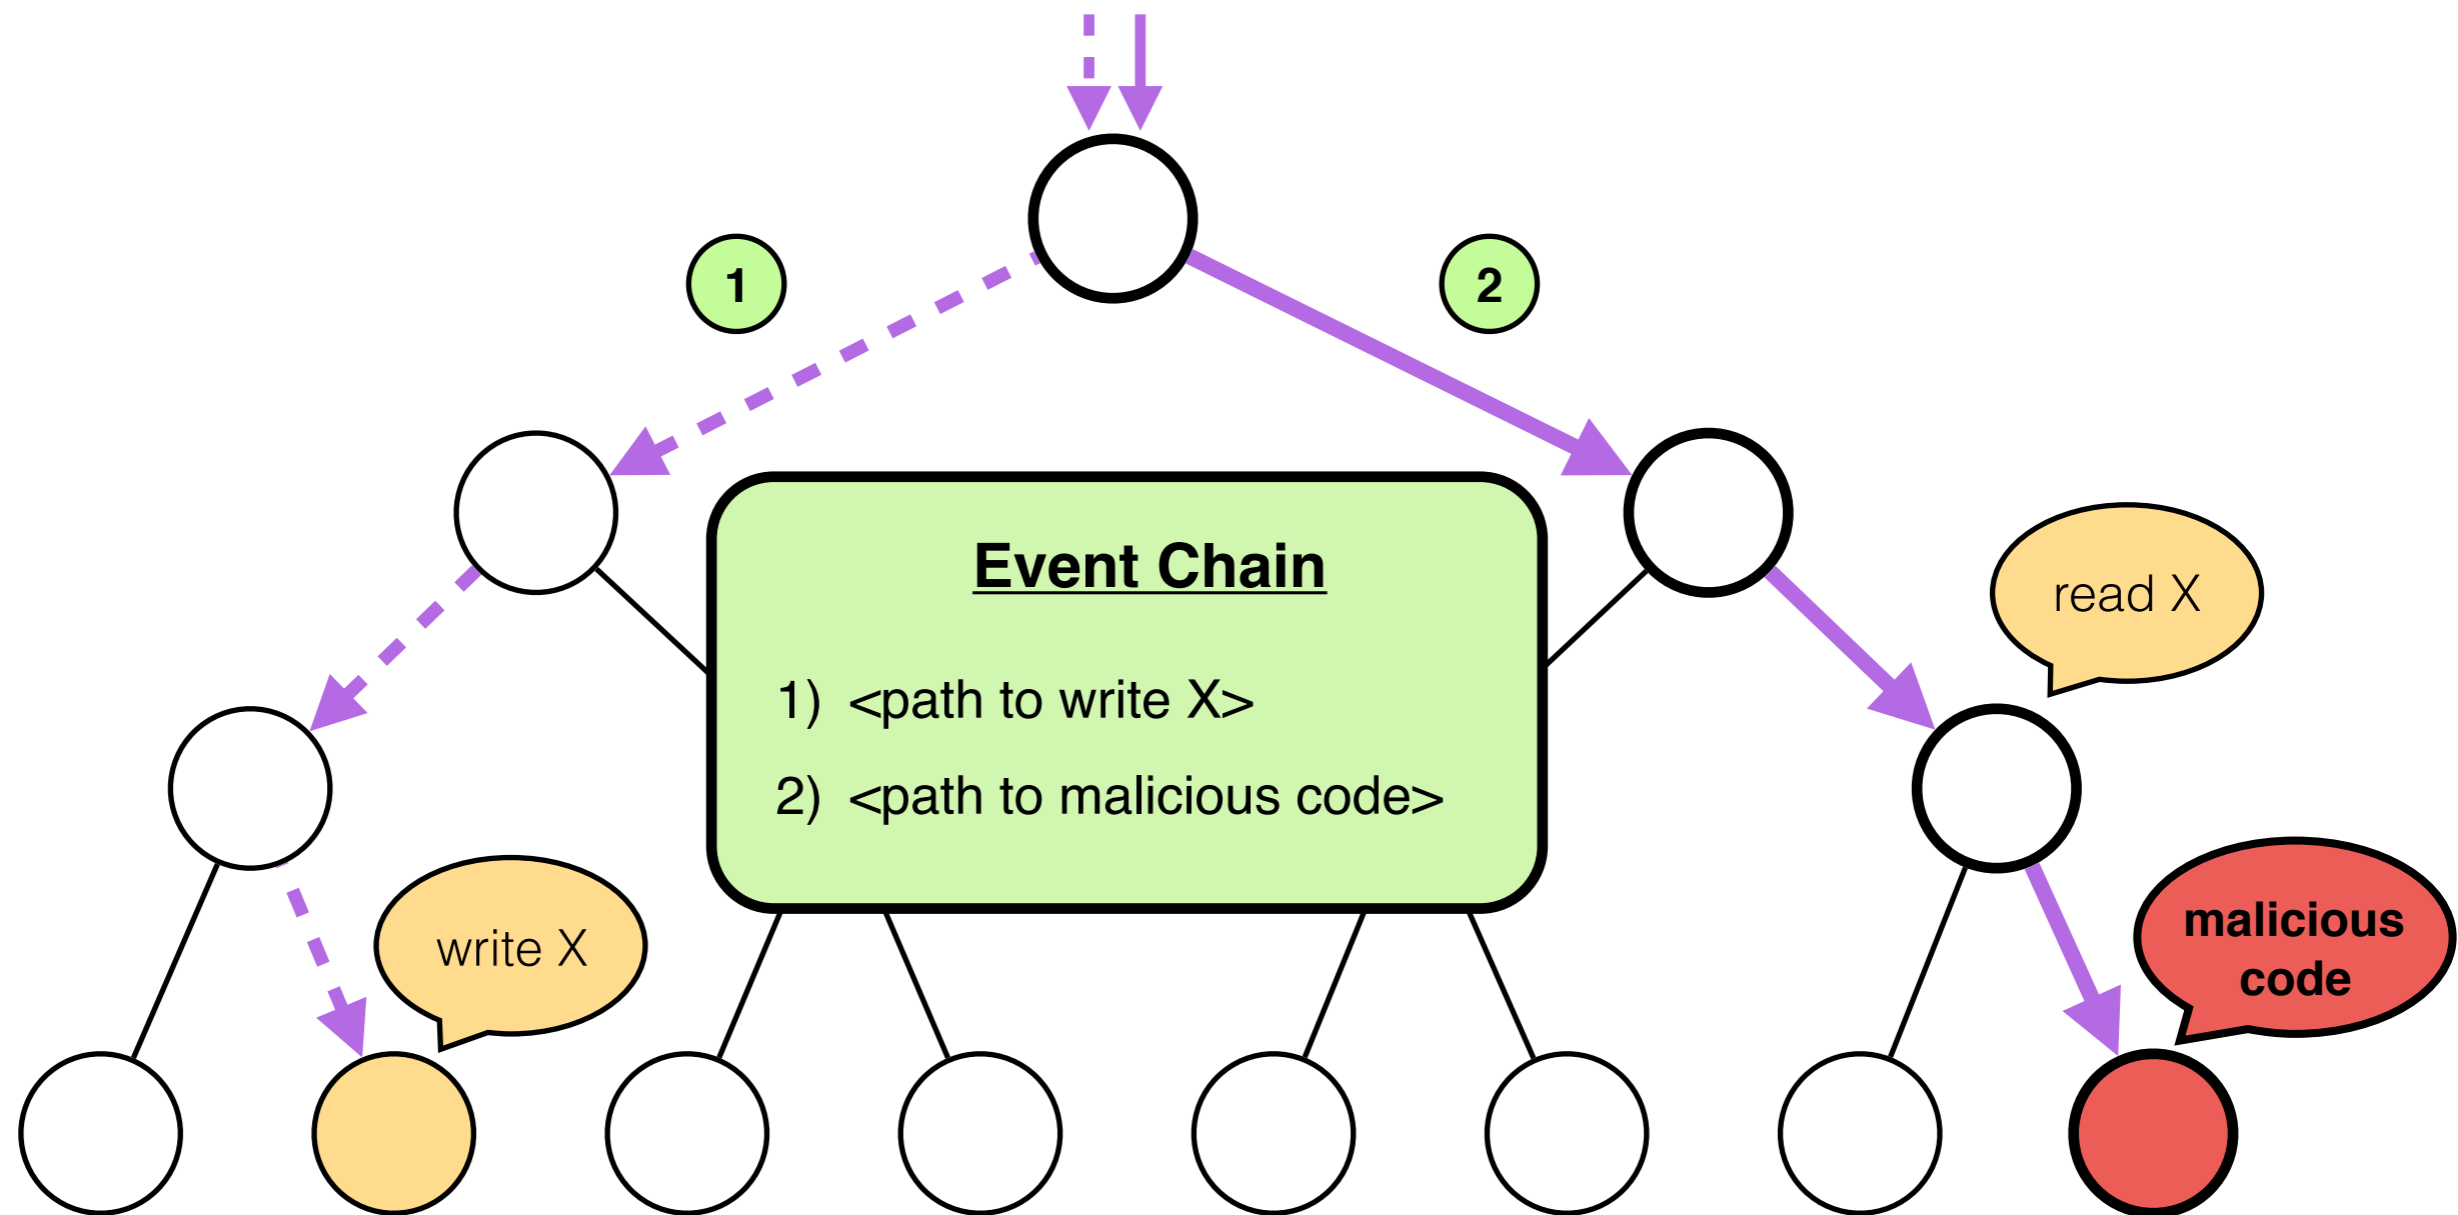 1
2
Event Chain
1) <path to write X>
2) <path to malicious code>
read X
write X
malicious
code